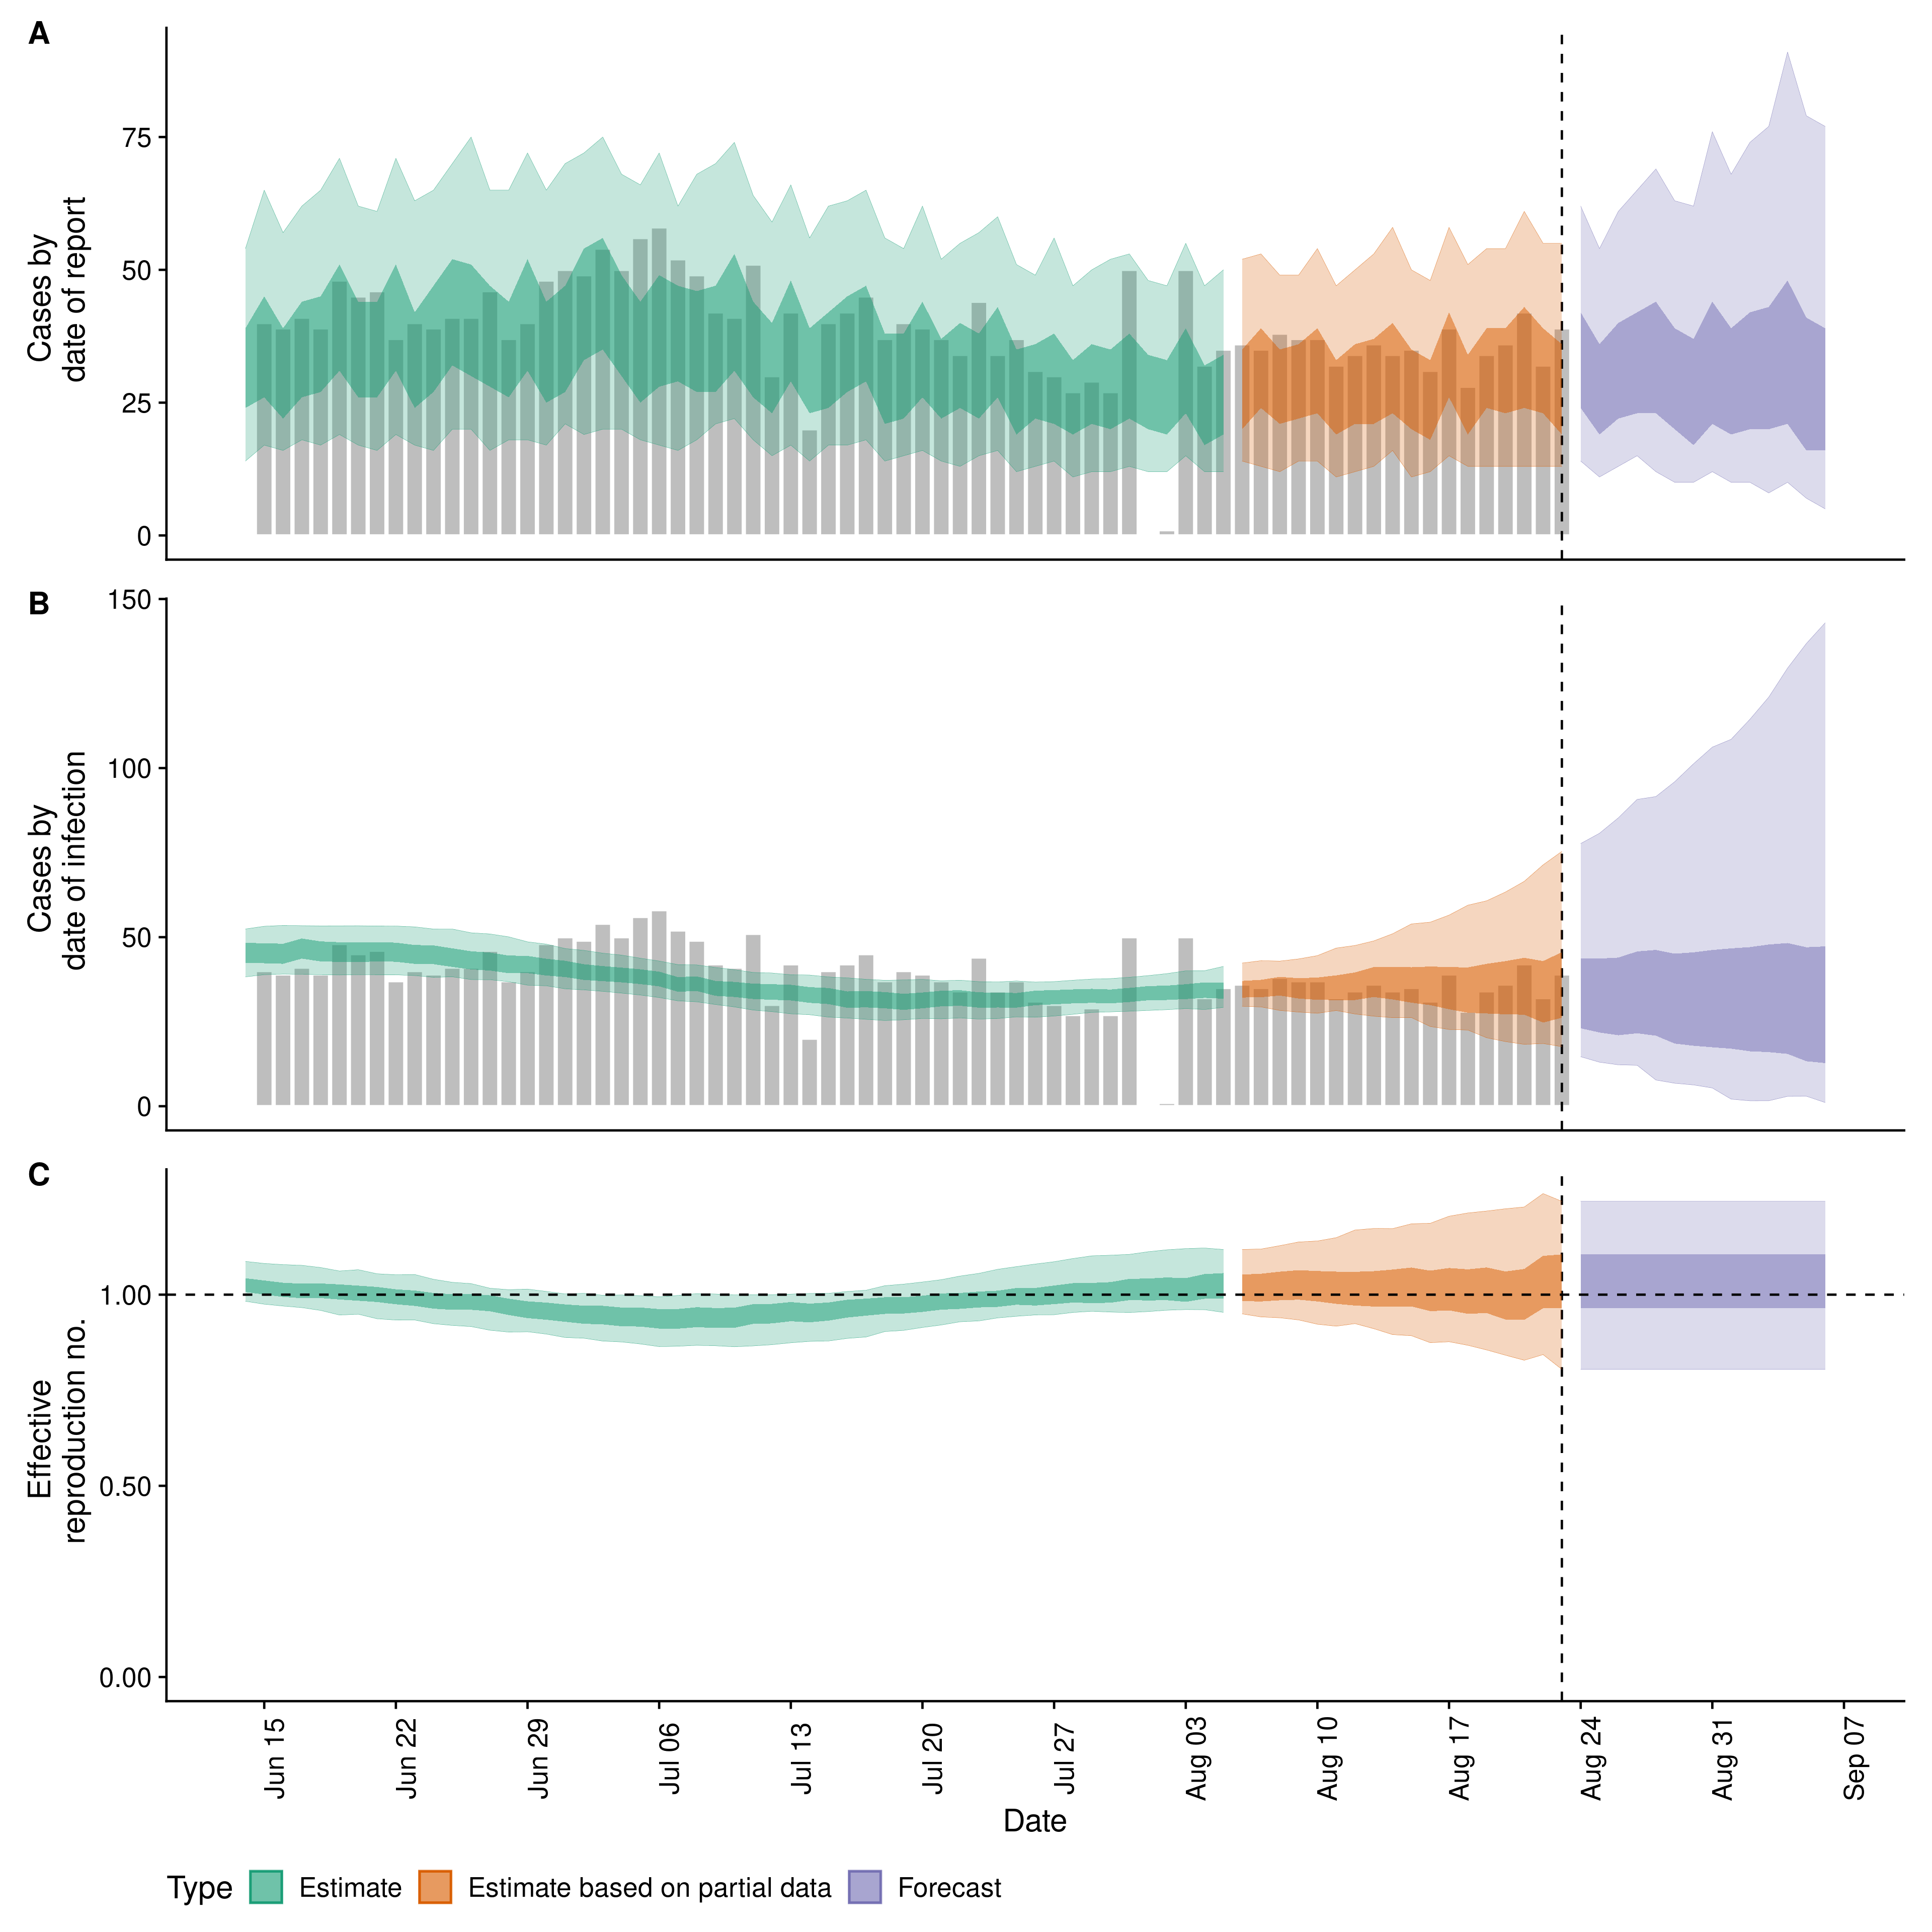 A
Cases by
date of report
75
50
25
0
B
Cases by
date of infection
150
100
50
0
C
Effective
reproduction no.
1.00
0.50
0.00
Jun 15
Jun 22
Jun 29
Jul 06
Jul 13
Jul 20
Jul 27
Aug 03
Aug 10
Aug 17
Aug 24
Aug 31
Sep 07
Date
Type Estimate Estimate based on partial data Forecast